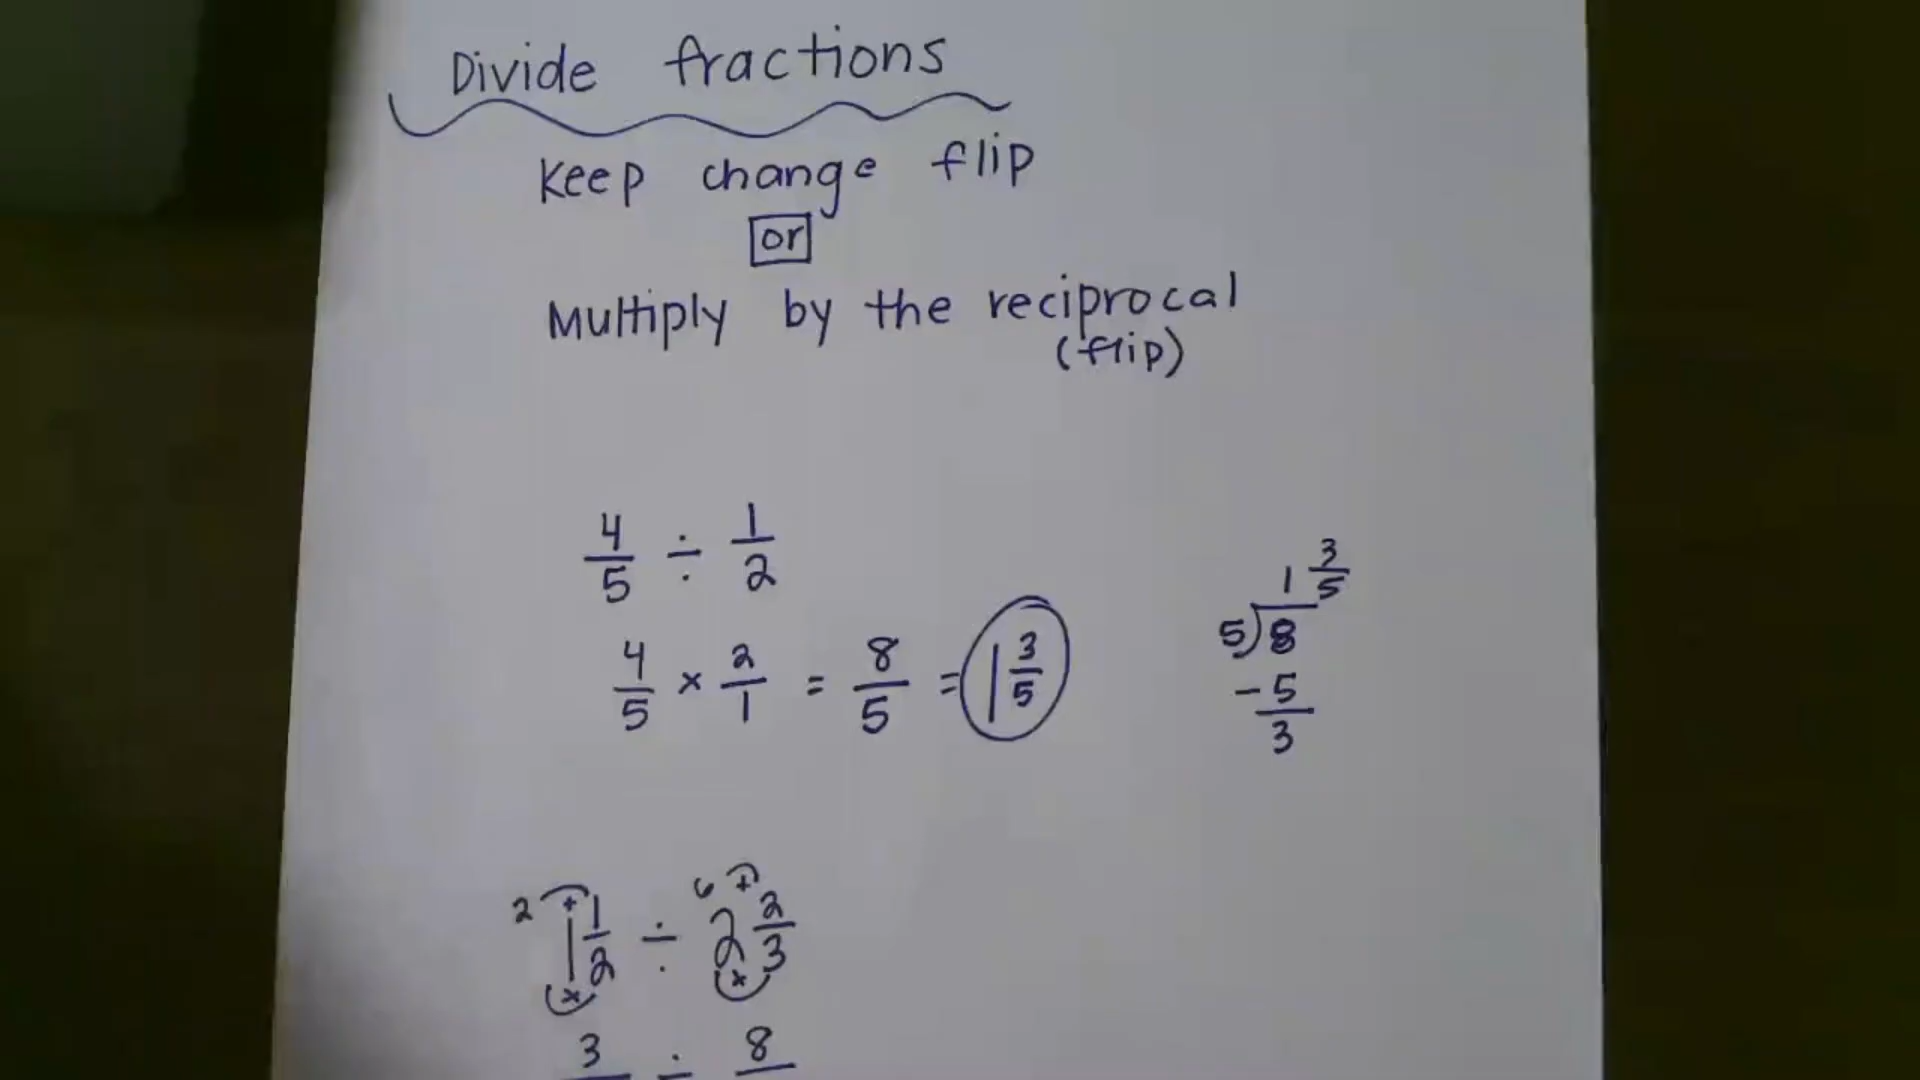 Divide fractions
Keep change flip
or
Multiply by the reciprocal
(flip)
4/5 ÷ 1/2
4/5 × 2/1 = 8/5 = 1 3/5
1 3/5
5)8
-5
3
2 + 6 +
1 1/2 ÷ 2 2/3
× ×
3 ÷ 8